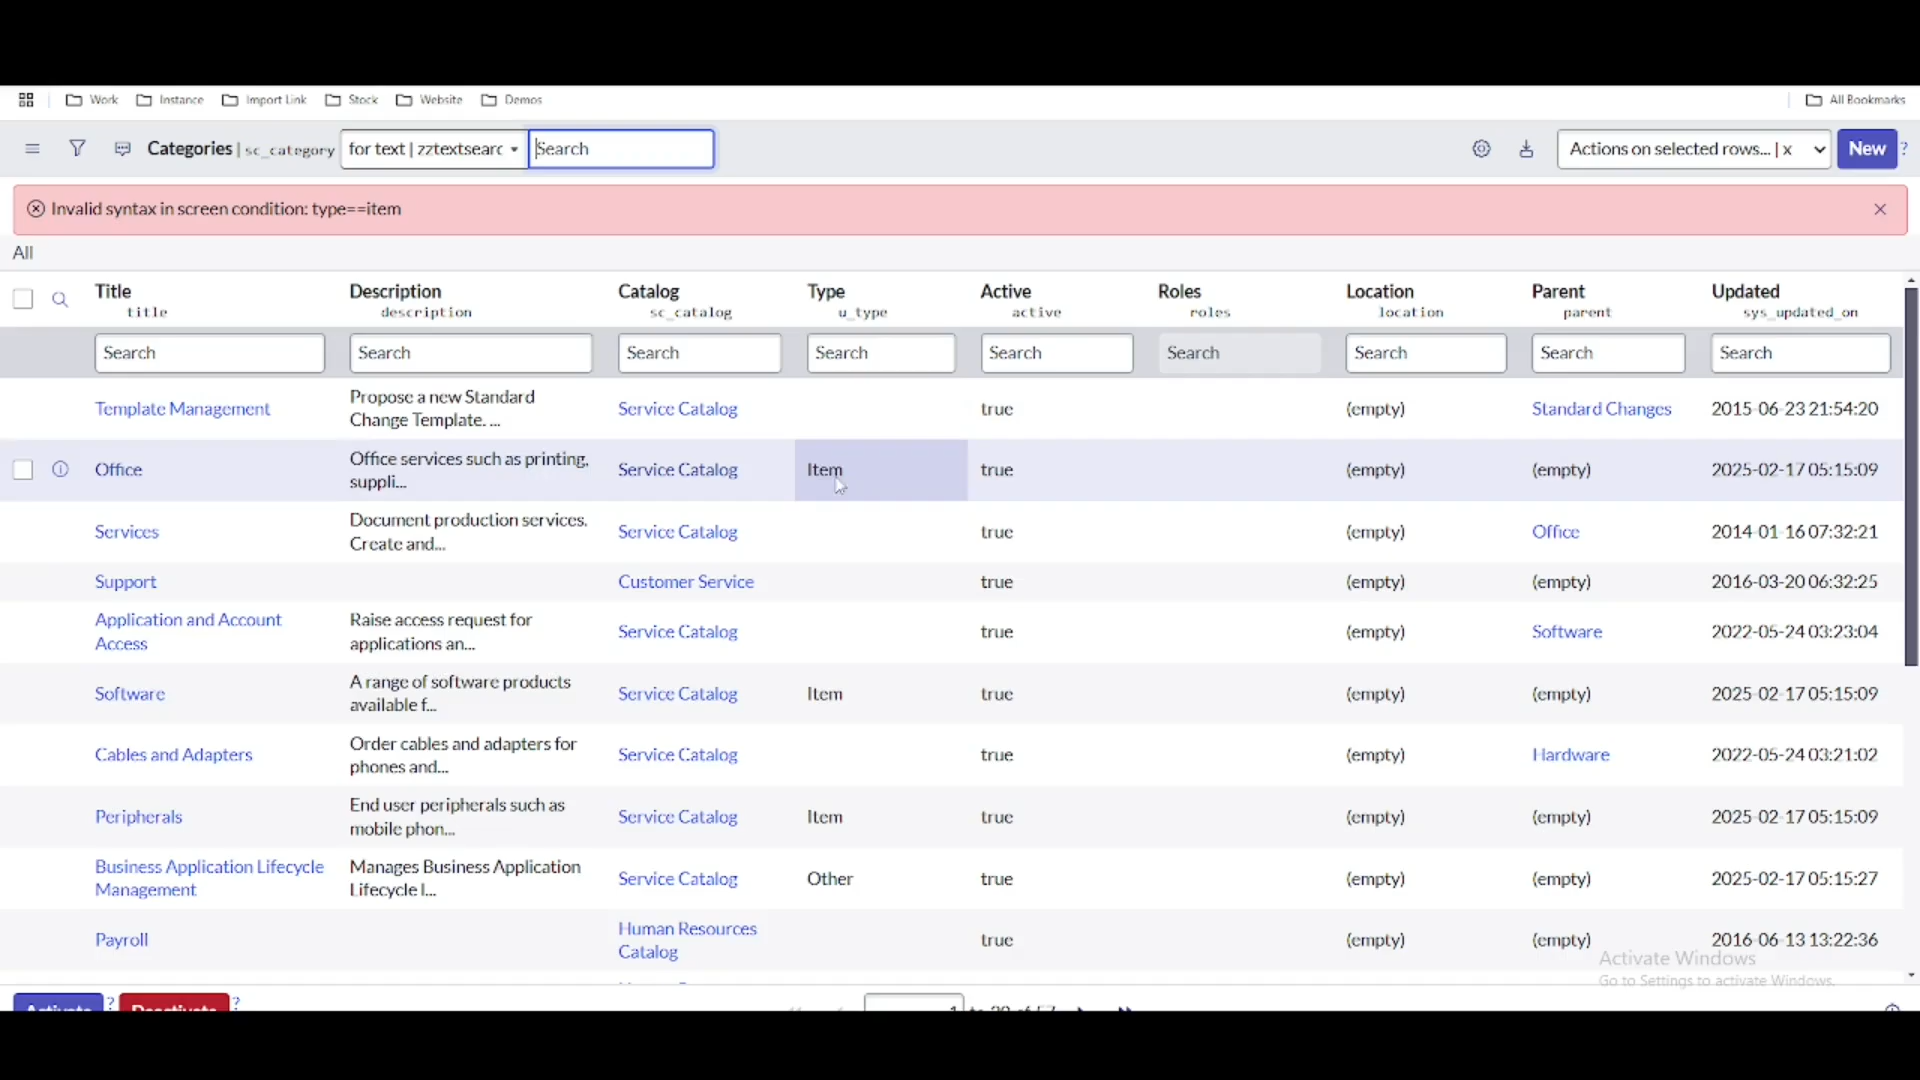 Work Instance Import Link Stock Website Demos All Bookmarks
Categories | sc_category for text | zztextsearc Search Actions on selected rows... | x New ?
Invalid syntax in screen condition: type==item
All
Title Description Catalog Type Active Roles Location Parent Updated
title description sc_catalog u_type active roles location parent sys_updated_on
Search Search Search Search Search Search Search Search Search
Template Management Propose a new Standard Change Template. ... Service Catalog true (empty) Standard Changes 2015-06-23 21:54:20
Office Office services such as printing, suppli... Service Catalog Item true (empty) (empty) 2025-02-17 05:15:09
Services Document production services. Create and... Service Catalog true (empty) Office 2014-01-16 07:32:21
Support Customer Service true (empty) (empty) 2016-03-20 06:32:25
Application and Account Access Raise access request for applications an... Service Catalog true (empty) Software 2022-05-24 03:23:04
Software A range of software products available f... Service Catalog Item true (empty) (empty) 2025-02-17 05:15:09
Cables and Adapters Order cables and adapters for phones and... Service Catalog true (empty) Hardware 2022-05-24 03:21:02
Peripherals End user peripherals such as mobile phon... Service Catalog Item true (empty) (empty) 2025-02-17 05:15:09
Business Application Lifecycle Management Manages Business Application Lifecycle l... Service Catalog Other true (empty) (empty) 2025-02-17 05:15:27
Payroll Human Resources Catalog true (empty) (empty) 2016-06-13 13:22:36
Activate Windows
Go to Settings to activate Windows.
Activate ? Deactivate ?